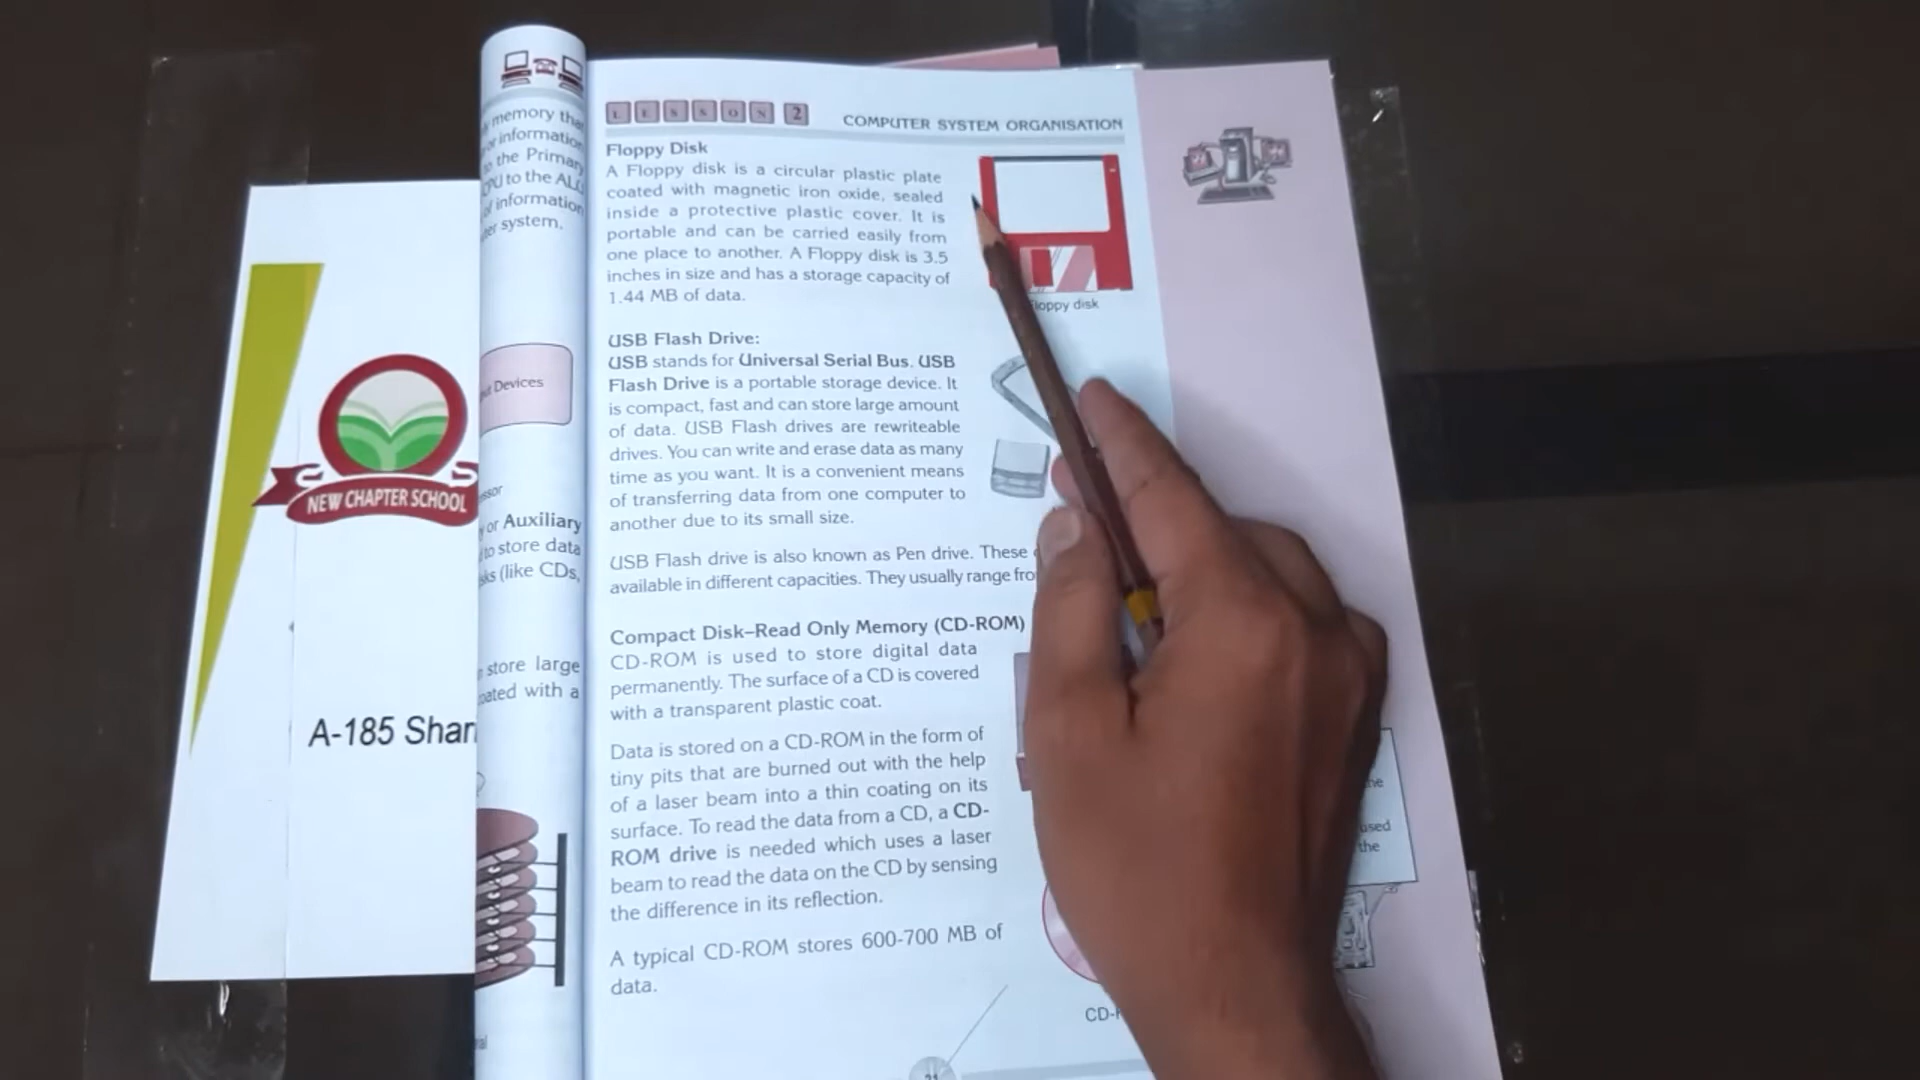 memory that
or information
to the Primary
CPU to the ALU
of information
system.
Devices
or Auxiliary
to store data
(like CDs,
store large
with a
NEW CHAPTER SCHOOL
A-185
LESSON 2
COMPUTER SYSTEM ORGANISATION
Floppy Disk
A Floppy disk is a circular plastic plate
coated with magnetic iron oxide, sealed
inside a protective plastic cover. It is
portable and can be carried easily from
one place to another. A Floppy disk is 3.5
inches in size and has a storage capacity of
1.44 MB of data.
loppy disk
USB Flash Drive:
USB stands for Universal Serial Bus. USB
Flash Drive is a portable storage device. It
is compact, fast and can store large amount
of data. USB Flash drives are rewriteable
drives. You can write and erase data as many
time as you want. It is a convenient means
of transferring data from one computer to
another due to its small size.
USB Flash drive is also known as Pen drive. These
available in different capacities. They usually range
Compact Disk–Read Only Memory (CD-ROM)
CD-ROM is used to store digital data
permanently. The surface of a CD is covered
with a transparent plastic coat.
Data is stored on a CD-ROM in the form of
tiny pits that are burned out with the help
of a laser beam into a thin coating on its
surface. To read the data from a CD, a CD-
ROM drive is needed which uses a laser
beam to read the data on the CD by sensing
the difference in its reflection.
A typical CD-ROM stores 600-700 MB of
data.
used
the